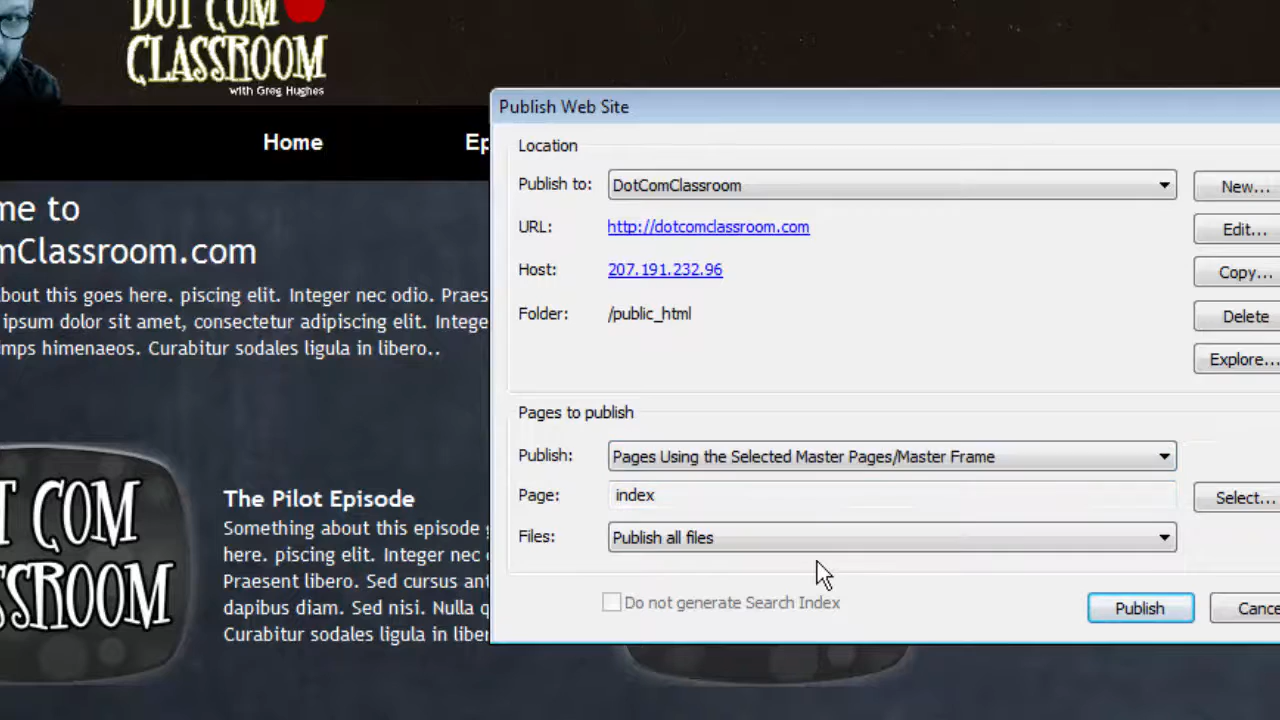 DOT COM
CLASSROOM
with Greg Hughes
Home
Ep
me to
mClassroom.com
about this goes here. piscing elit. Integer nec odio. Praes
ipsum dolor sit amet, consectetur adipiscing elit. Intege
imps himenaeos. Curabitur sodales ligula in libero..
T COM
SSROOM
The Pilot Episode
Something about this episode g
here. piscing elit. Integer nec
Praesent libero. Sed cursus ant
dapibus diam. Sed nisi. Nulla q
Curabitur sodales ligula in liber
Publish Web Site
Location
Publish to: DotComClassroom New...
URL: http://dotcomclassroom.com Edit...
Host: 207.191.232.96 Copy...
Folder: /public_html Delete
Explore...
Pages to publish
Publish: Pages Using the Selected Master Pages/Master Frame
Page: index Select...
Files: Publish all files
Do not generate Search Index
Publish Cance